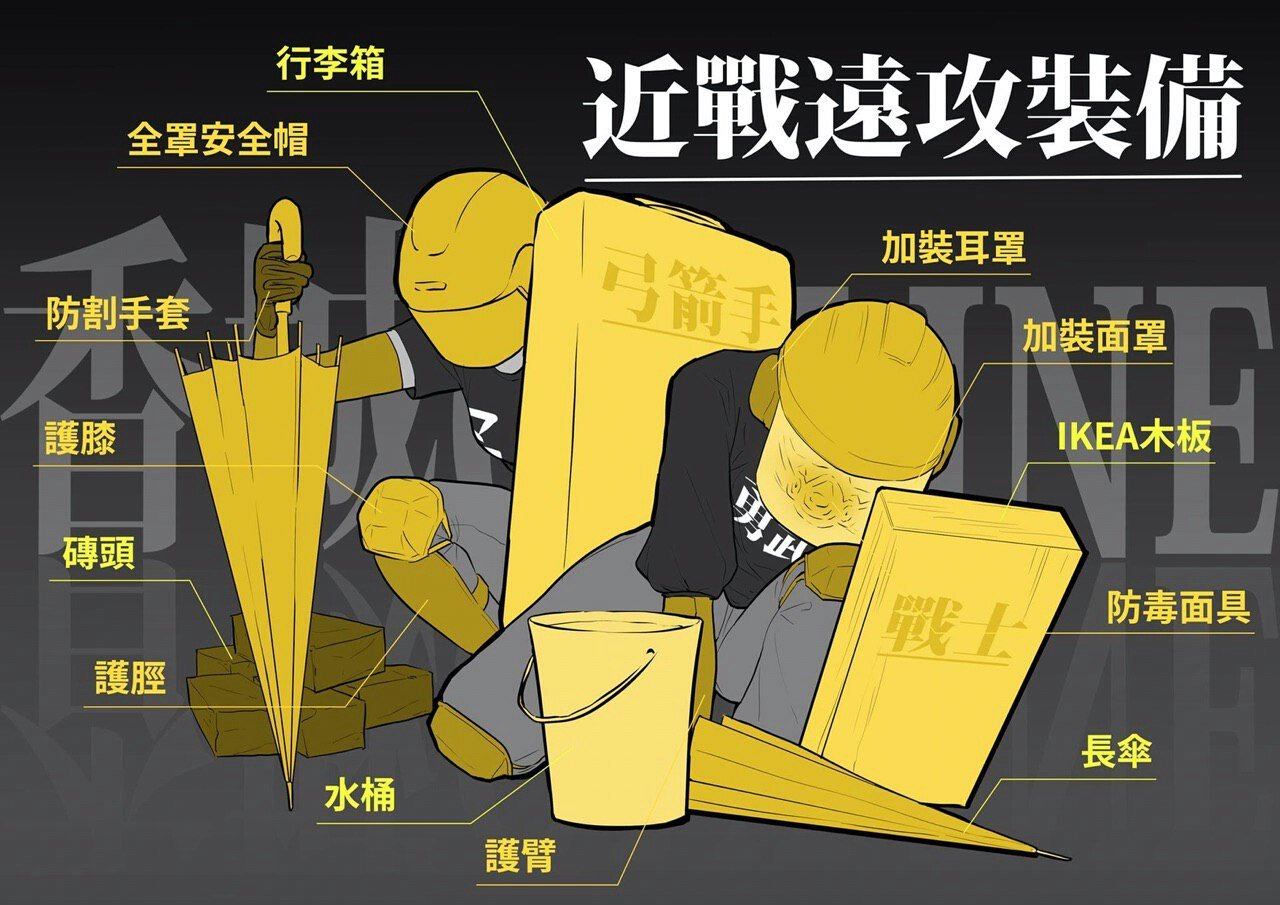 近戰遠攻裝備
行李箱
全罩安全帽
加裝耳罩
弓箭手
防割手套
加裝面罩
護膝
IKEA木板
勇武
磚頭
防毒面具
戰士
護脛
長傘
水桶
護臂
香城 ONLINE